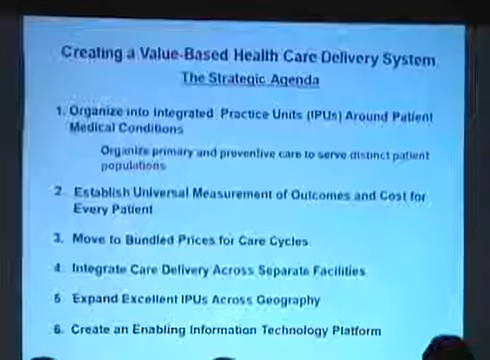 Creating a Value-Based Health Care Delivery System
The Strategic Agenda
1. Organize into Integrated Practice Units (IPUs) Around Patient
Medical Conditions
Organize primary and preventive care to serve distinct patient
populations
2. Establish Universal Measurement of Outcomes and Cost for
Every Patient
3. Move to Bundled Prices for Care Cycles
4. Integrate Care Delivery Across Separate Facilities
5 Expand Excellent IPUs Across Geography
6. Create an Enabling Information Technology Platform